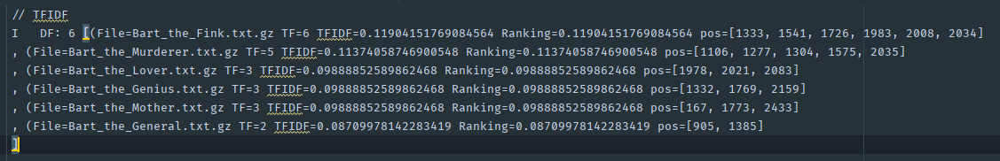 // TFIDF
I   DF: 6 [(File=Bart_the_Fink.txt.gz TF=6 TFIDF=0.11904151769084564 Ranking=0.11904151769084564 pos=[1333, 1541, 1726, 1983, 2008, 2034]
, (File=Bart_the_Murderer.txt.gz TF=5 TFIDF=0.11374058746900548 Ranking=0.11374058746900548 pos=[1106, 1277, 1304, 1575, 2035]
, (File=Bart_the_Lover.txt.gz TF=3 TFIDF=0.09888852589862468 Ranking=0.09888852589862468 pos=[1978, 2021, 2083]
, (File=Bart_the_Genius.txt.gz TF=3 TFIDF=0.09888852589862468 Ranking=0.09888852589862468 pos=[1332, 1769, 2159]
, (File=Bart_the_Mother.txt.gz TF=3 TFIDF=0.09888852589862468 Ranking=0.09888852589862468 pos=[167, 1773, 2433]
, (File=Bart_the_General.txt.gz TF=2 TFIDF=0.08709978142283419 Ranking=0.08709978142283419 pos=[905, 1385]
]